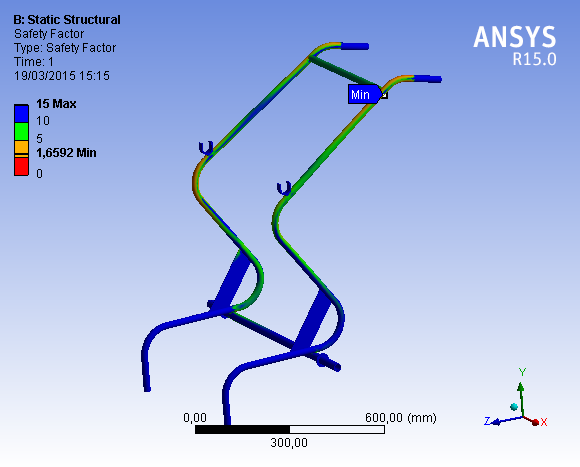 B: Static Structural
Safety Factor
Type: Safety Factor
Time: 1
19/03/2015 15:15
ANSYS
R15.0
15 Max
10
5
1,6592 Min
0
Min
0,00
600,00 (mm)
300,00
Y
Z
X